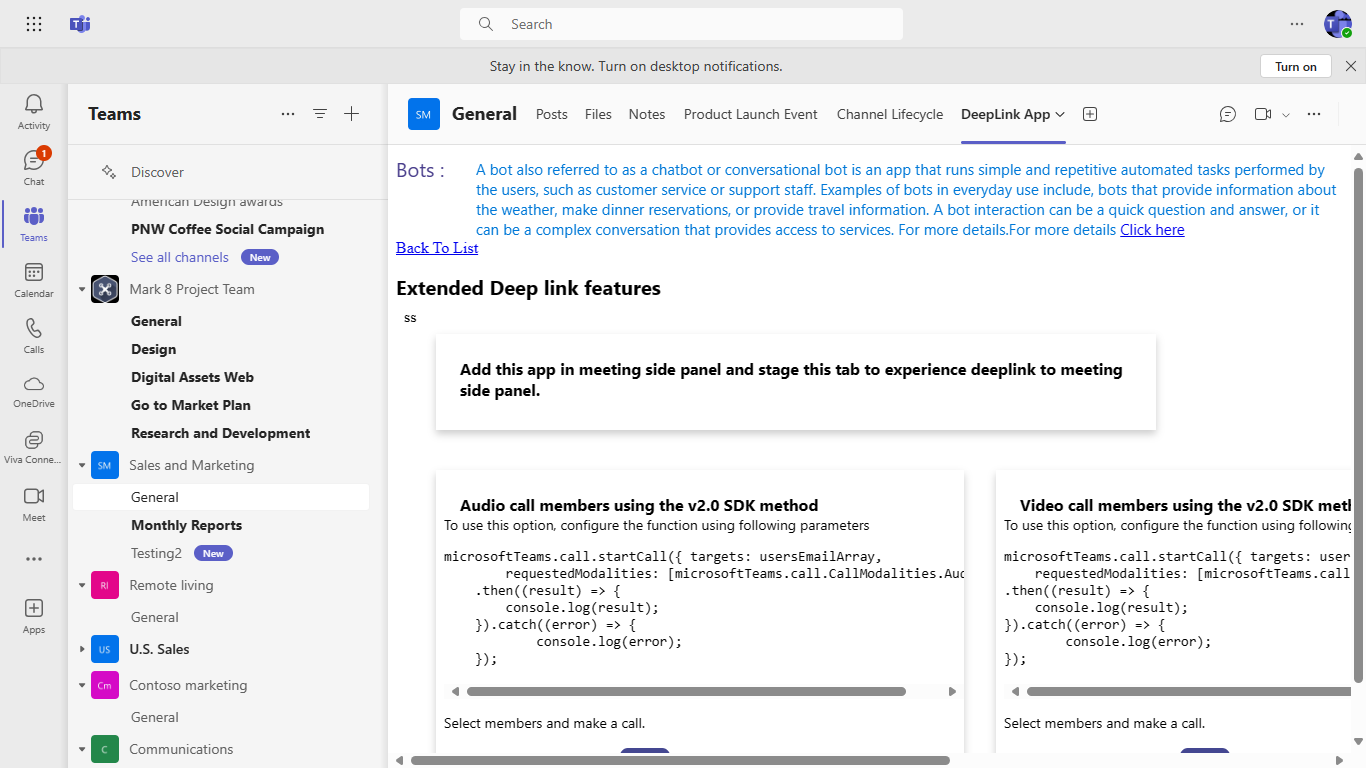 Search
Stay in the know. Turn on desktop notifications.
Turn on
Activity
Chat
1
Teams
Calendar
Calls
OneDrive
Viva Conne...
Meet
Apps
Teams
Discover
American Design awards
PNW Coffee Social Campaign
See all channels New
Mark 8 Project Team
General
Design
Digital Assets Web
Go to Market Plan
Research and Development
SM Sales and Marketing
General
Monthly Reports
Testing2 New
Rl Remote living
General
US U.S. Sales
Cm Contoso marketing
General
C Communications
SM General Posts Files Notes Product Launch Event Channel Lifecycle DeepLink App
Bots :
A bot also referred to as a chatbot or conversational bot is an app that runs simple and repetitive automated tasks performed by
the users, such as customer service or support staff. Examples of bots in everyday use include, bots that provide information about
the weather, make dinner reservations, or provide travel information. A bot interaction can be a quick question and answer, or it
can be a complex conversation that provides access to services. For more details.For more details Click here
Back To List
Extended Deep link features
ss
Add this app in meeting side panel and stage this tab to experience deeplink to meeting
side panel.
Audio call members using the v2.0 SDK method
To use this option, configure the function using following parameters
microsoftTeams.call.startCall({ targets: usersEmailArray,
requestedModalities: [microsoftTeams.call.CallModalities.Aud
.then((result) => {
console.log(result);
}).catch((error) => {
console.log(error);
});
Select members and make a call.
Video call members using the v2.0 SDK meth
To use this option, configure the function using following
microsoftTeams.call.startCall({ targets: user
requestedModalities: [microsoftTeams.call
.then((result) => {
console.log(result);
}).catch((error) => {
console.log(error);
});
Select members and make a call.